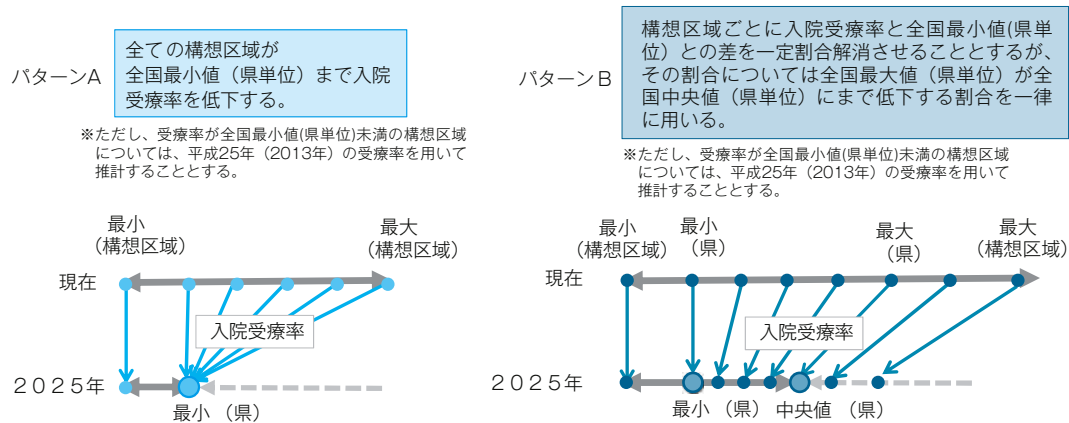 パターンA
全ての構想区域が
全国最小値（県単位）まで入院
受療率を低下する。
※ただし、受療率が全国最小値(県単位)未満の構想区域
については、平成25年（2013年）の受療率を用いて
推計することとする。
最小
（構想区域）
最大
（構想区域）
現在
入院受療率
２０２５年
最小 （県）
パターンB
構想区域ごとに入院受療率と全国最小値(県単
位）との差を一定割合解消させることとするが、
その割合については全国最大値（県単位）が全
国中央値（県単位）にまで低下する割合を一律
に用いる。
※ただし、受療率が全国最小値(県単位)未満の構想区域
については、平成25年（2013年）の受療率を用いて
推計することとする。
最小
（構想区域）
最小
（県）
最大
（県）
最大
（構想区域）
現在
入院受療率
２０２５年
最小 （県）
中央値 （県）